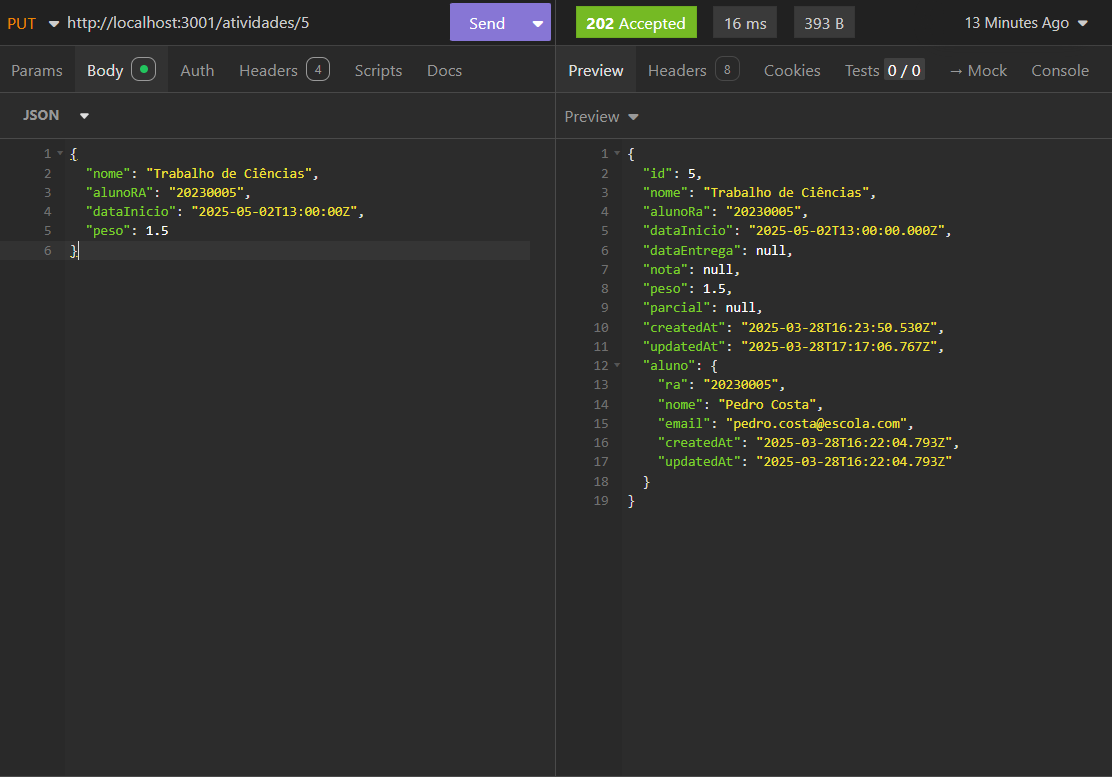 PUT http://localhost:3001/atividades/5 Send
202 Accepted 16 ms 393 B 13 Minutes Ago
Params Body Auth Headers 4 Scripts Docs
Preview Headers 8 Cookies Tests 0 / 0 → Mock Console
JSON
Preview
1 {
2 "nome": "Trabalho de Ciências",
3 "alunoRA": "20230005",
4 "dataInicio": "2025-05-02T13:00:00Z",
5 "peso": 1.5
6 }
1 {
2 "id": 5,
3 "nome": "Trabalho de Ciências",
4 "alunoRa": "20230005",
5 "dataInicio": "2025-05-02T13:00:00.000Z",
6 "dataEntrega": null,
7 "nota": null,
8 "peso": 1.5,
9 "parcial": null,
10 "createdAt": "2025-03-28T16:23:50.530Z",
11 "updatedAt": "2025-03-28T17:17:06.767Z",
12 "aluno": {
13 "ra": "20230005",
14 "nome": "Pedro Costa",
15 "email": "pedro.costa@escola.com",
16 "createdAt": "2025-03-28T16:22:04.793Z",
17 "updatedAt": "2025-03-28T16:22:04.793Z"
18 }
19 }